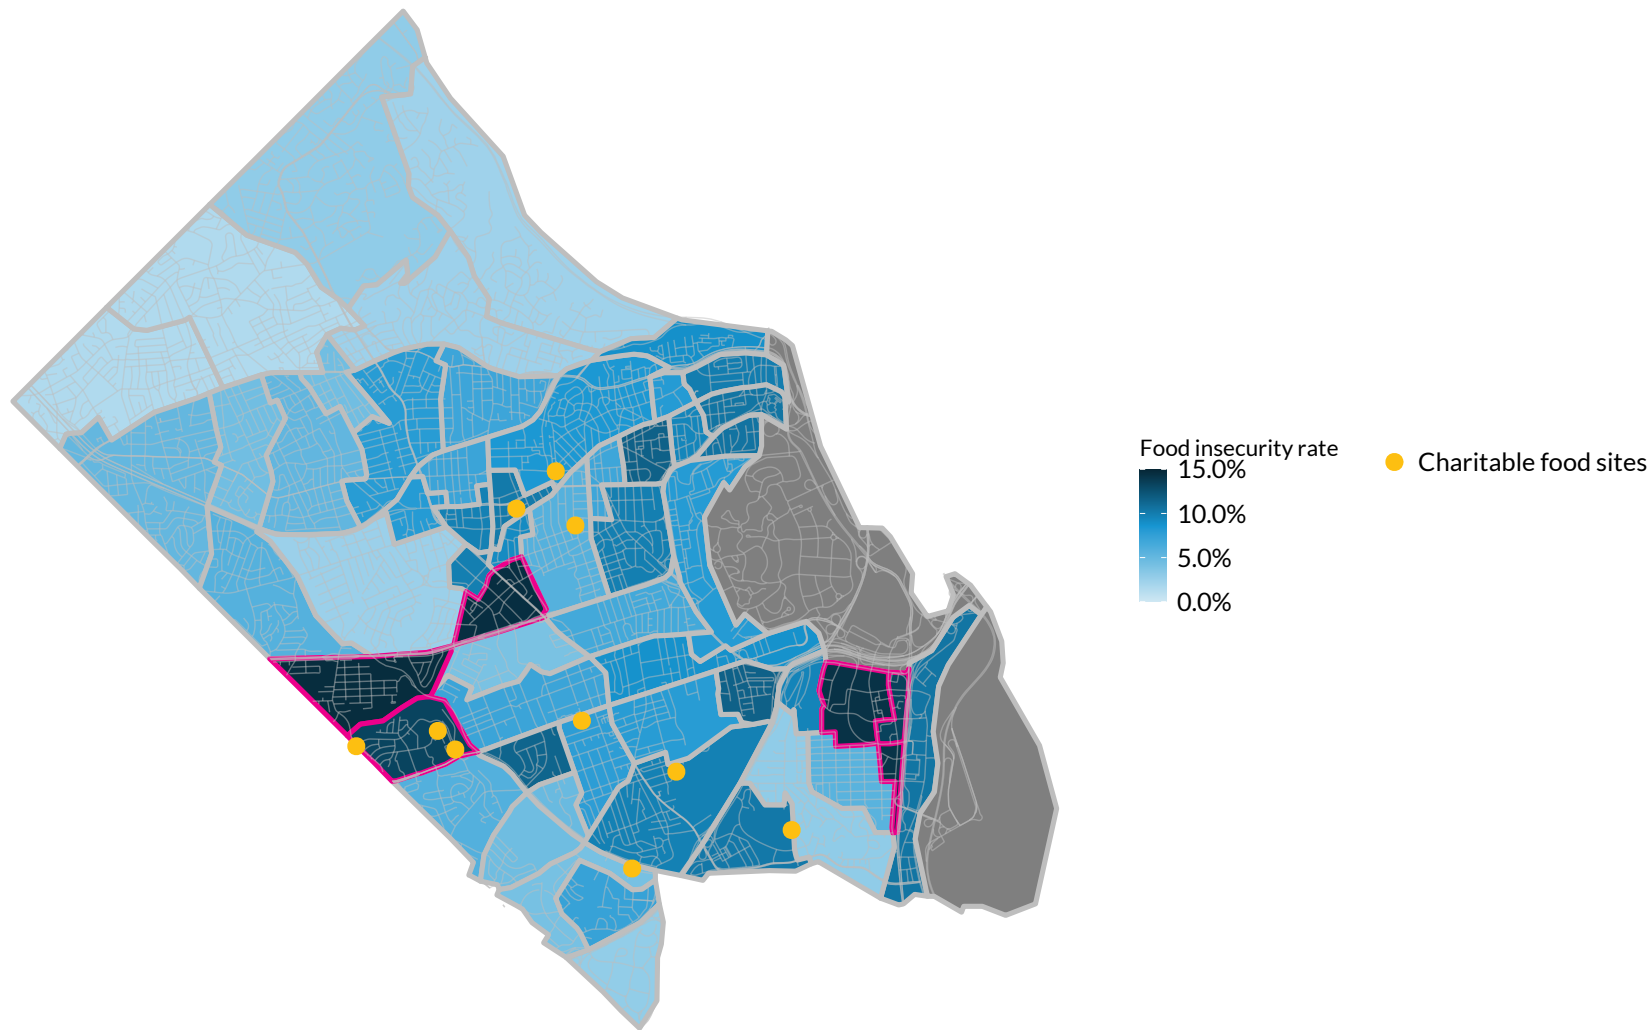 Food insecurity rate
15.0%
10.0%
5.0%
0.0%
Charitable food sites